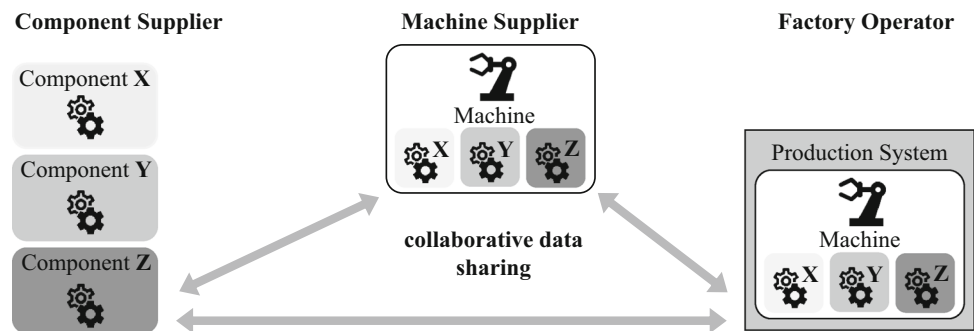 Component Supplier
Machine Supplier
Factory Operator
Component X
Component Y
Component Z
Machine
X
Y
Z
collaborative data
sharing
Production System
Machine
X
Y
Z